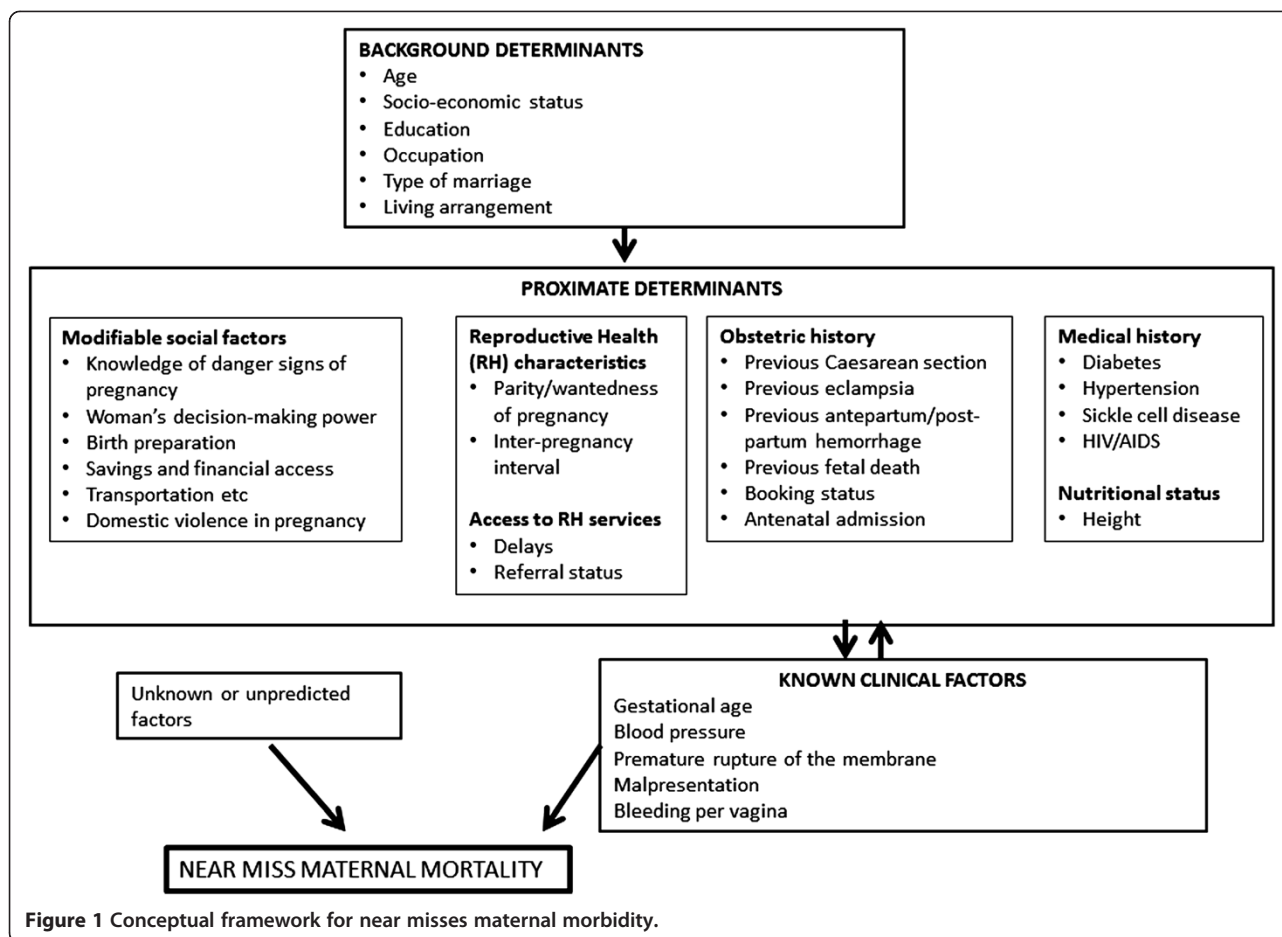 BACKGROUND DETERMINANTS
• Age
• Socio-economic status
• Education
• Occupation
• Type of marriage
• Living arrangement
PROXIMATE DETERMINANTS
Modifiable social factors
• Knowledge of danger signs of
pregnancy
• Woman's decision-making power
• Birth preparation
• Savings and financial access
• Transportation etc
• Domestic violence in pregnancy
Reproductive Health
(RH) characteristics
• Parity/wantedness
of pregnancy
• Inter-pregnancy
interval
Access to RH services
• Delays
• Referral status
Obstetric history
• Previous Caesarean section
• Previous eclampsia
• Previous antepartum/post-
partum hemorrhage
• Previous fetal death
• Booking status
• Antenatal admission
Medical history
• Diabetes
• Hypertension
• Sickle cell disease
• HIV/AIDS
Nutritional status
• Height
Unknown or unpredicted
factors
KNOWN CLINICAL FACTORS
Gestational age
Blood pressure
Premature rupture of the membrane
Malpresentation
Bleeding per vagina
NEAR MISS MATERNAL MORTALITY
Figure 1 Conceptual framework for near misses maternal morbidity.